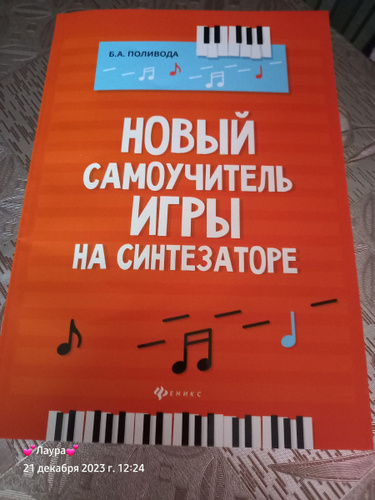 Б.А. ПОЛИВОДА
НОВЫЙ
САМОУЧИТЕЛЬ
ИГРЫ
НА СИНТЕЗАТОРЕ
ФЕНИКС
💕Лаура💕
21 декабря 2023 г. 12:24